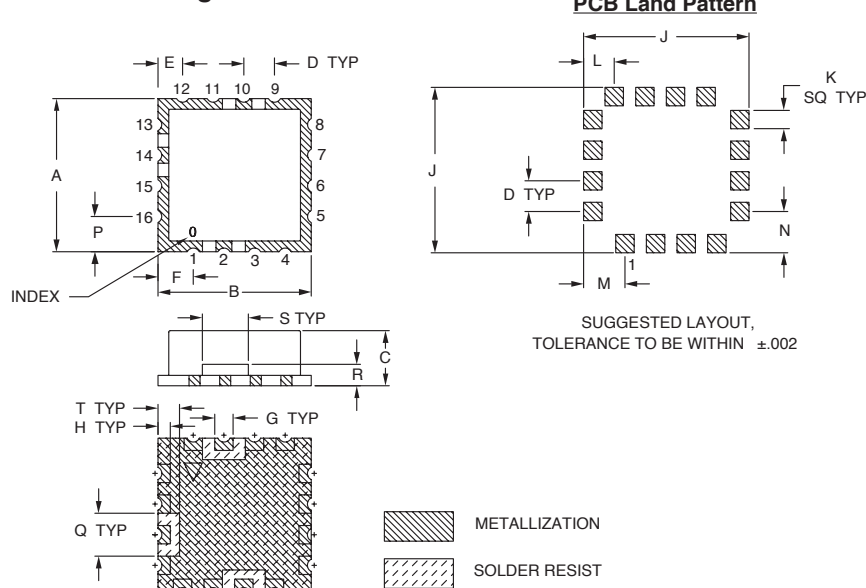 PCB Land Pattern
E
D TYP
12 11 10 9
13
14
15
16
8
7
6
5
A
P
0
1 2 3 4
F
B
INDEX
S TYP
C
R
T TYP
H TYP
G TYP
Q TYP
J
L
K
SQ TYP
J
D TYP
N
1
M
SUGGESTED LAYOUT,
TOLERANCE TO BE WITHIN ±.002
METALLIZATION
SOLDER RESIST